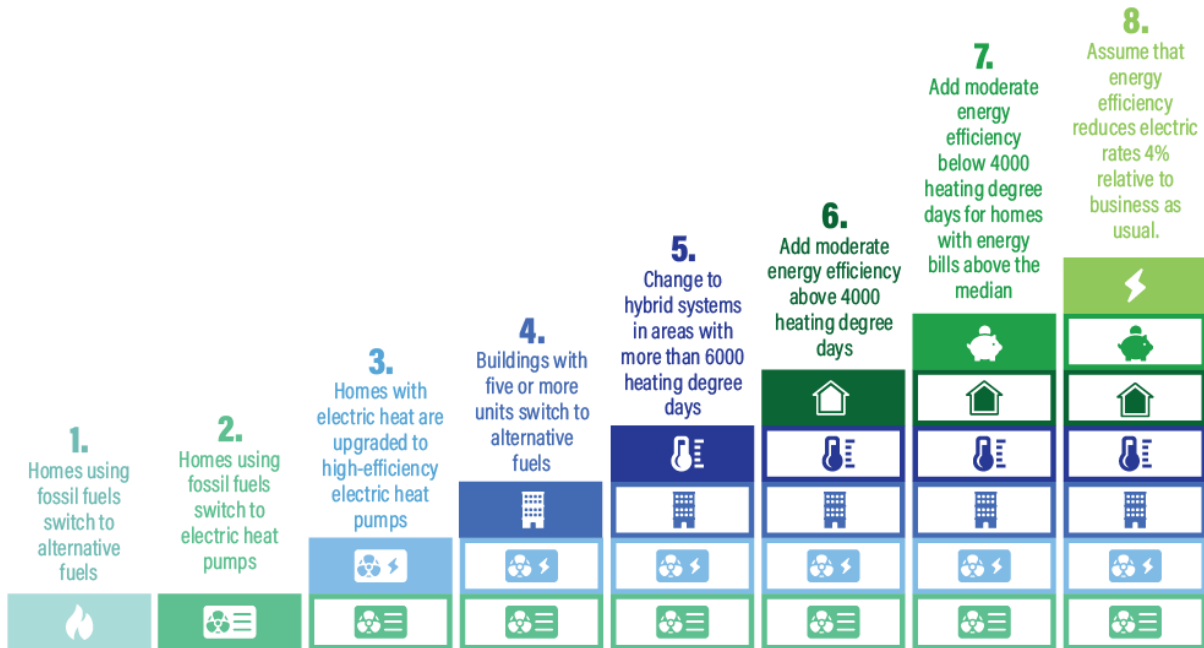 1.
Homes using
fossil fuels
switch to
alternative
fuels
2.
Homes using
fossil fuels
switch to
electric heat
pumps
3.
Homes with
electric heat are
upgraded to
high-efficiency
electric heat
pumps
4.
Buildings with
five or more
units switch to
alternative
fuels
5.
Change to
hybrid systems
in areas with
more than 6000
heating degree
days
6.
Add moderate
energy efficiency
above 4000
heating degree
days
7.
Add moderate
energy
efficiency
below 4000
heating degree
days for homes
with energy
bills above the
median
8.
Assume that
energy
efficiency
reduces electric
rates 4%
relative to
business as
usual.